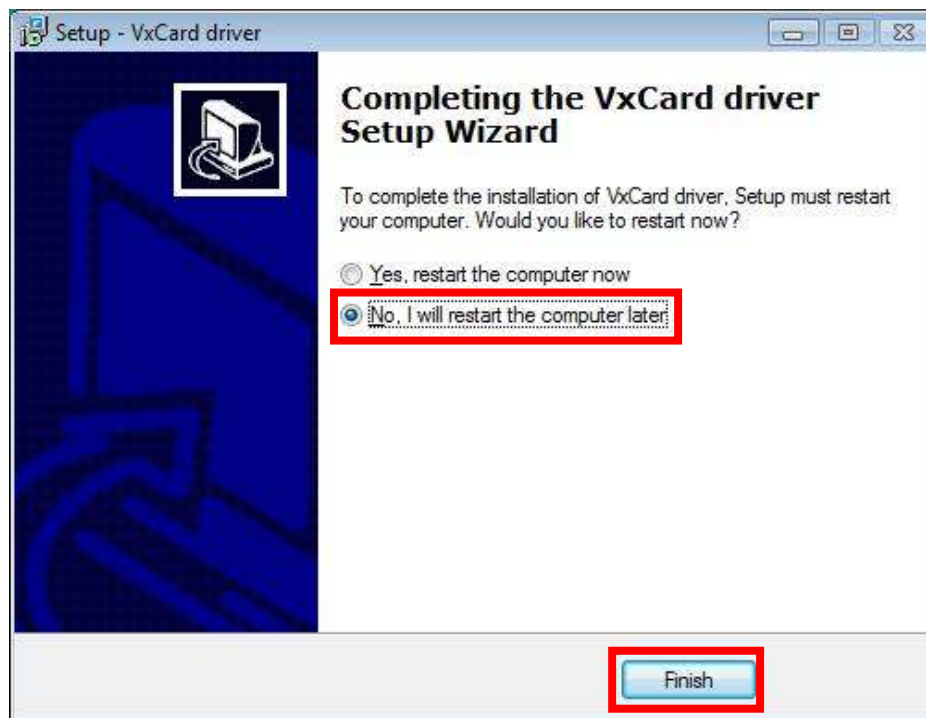 Setup - VxCard driver
Completing the VxCard driver
Setup Wizard
To complete the installation of VxCard driver, Setup must restart
your computer. Would you like to restart now?
Yes, restart the computer now
No, I will restart the computer later
Finish